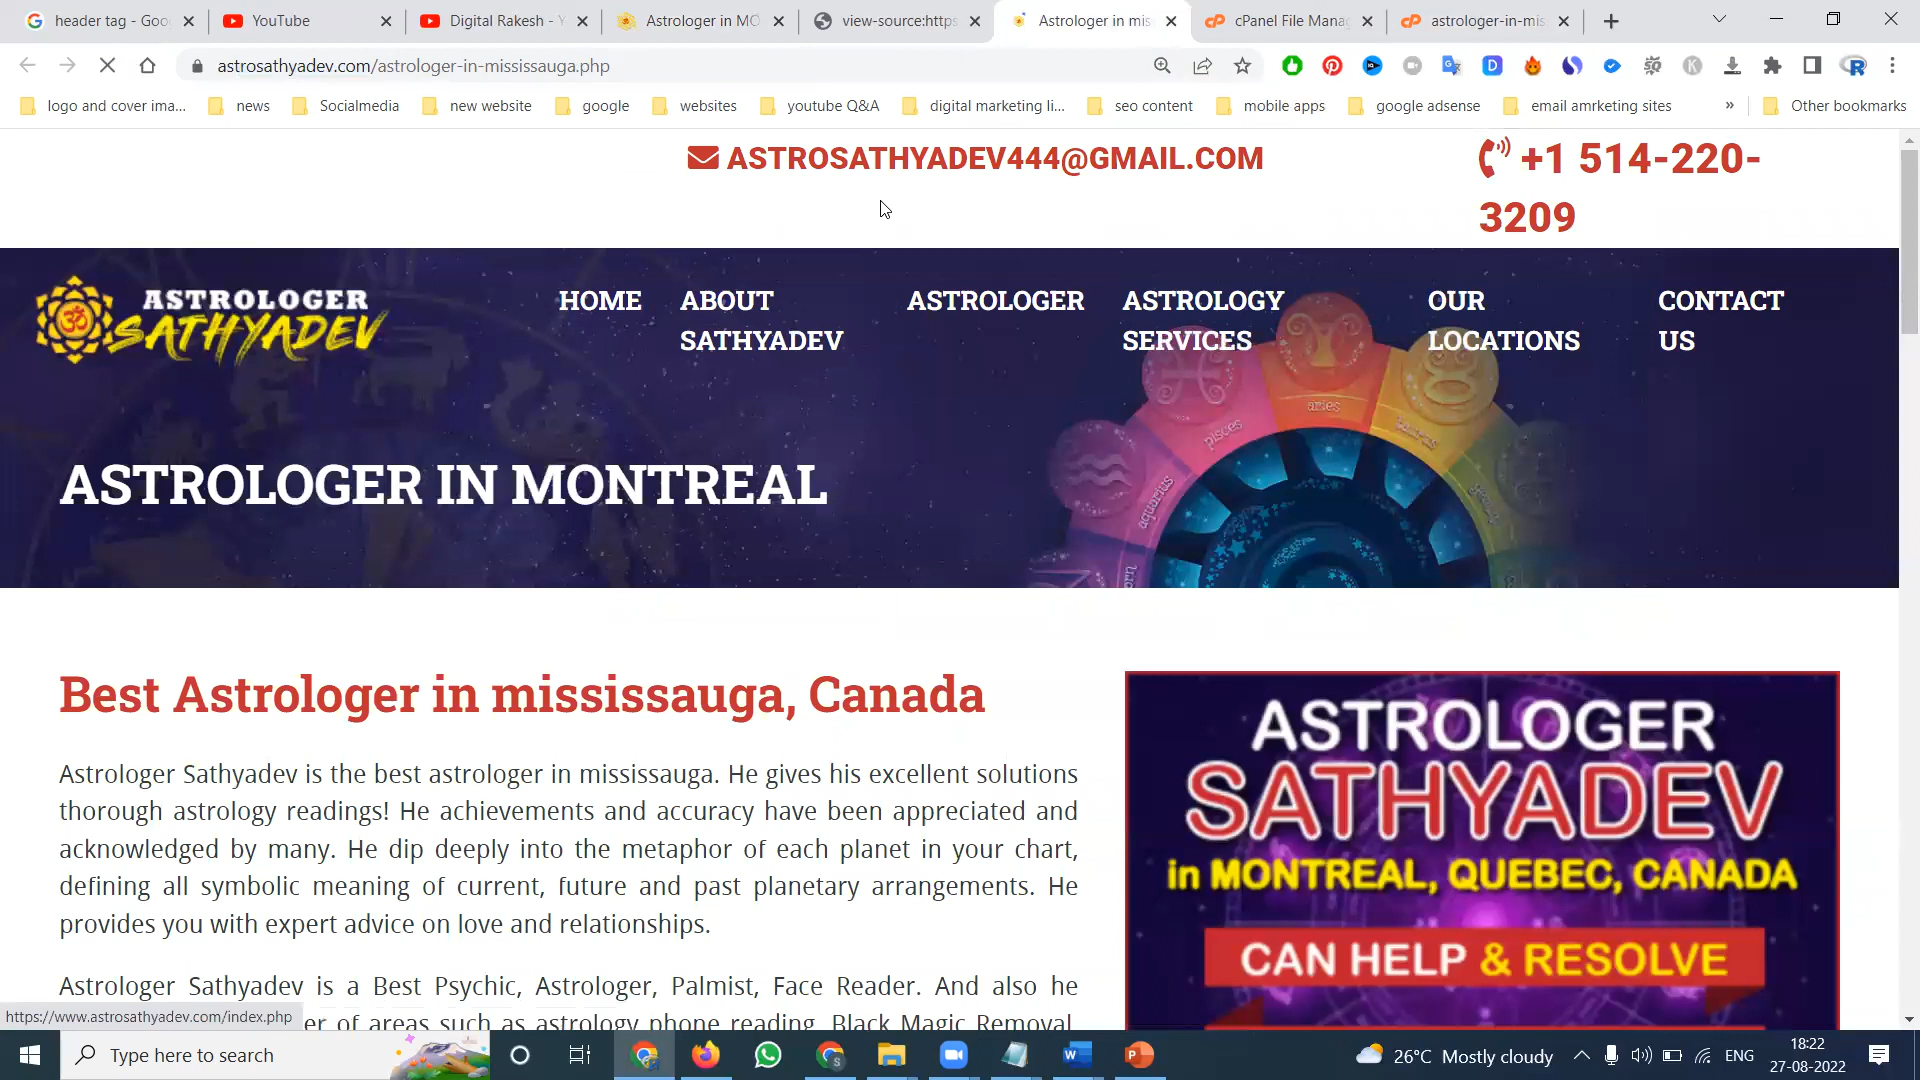 header tag - Goo
YouTube
Digital Rakesh - Y
Astrologer in MO
view-source:https
Astrologer in mis
cPanel File Mana
astrologer-in-mis
astrosathyadev.com/astrologer-in-mississauga.php
logo and cover ima...
news
Socialmedia
new website
google
websites
youtube Q&A
digital marketing li...
seo content
mobile apps
google adsense
email amrketing sites
»
Other bookmarks
ASTROSATHYADEV444@GMAIL.COM
+1 514-220-
3209
ASTROLOGER
SATHYADEV
HOME
ABOUT
SATHYADEV
ASTROLOGER
ASTROLOGY
SERVICES
OUR
LOCATIONS
CONTACT
US
aquarius
pisces
aries
ASTROLOGER IN MONTREAL
Best Astrologer in mississauga, Canada
Astrologer Sathyadev is the best astrologer in mississauga. He gives his excellent solutions
thorough astrology readings! He achievements and accuracy have been appreciated and
acknowledged by many. He dip deeply into the metaphor of each planet in your chart,
defining all symbolic meaning of current, future and past planetary arrangements. He
provides you with expert advice on love and relationships.
Astrologer Sathyadev is a Best Psychic, Astrologer, Palmist, Face Reader. And also he
er of areas such as astrology phone reading, Black Magic Removal,
ASTROLOGER
SATHYADEV
in MONTREAL, QUEBEC, CANADA
CAN HELP & RESOLVE
https://www.astrosathyadev.com/index.php
Type here to search
26°C Mostly cloudy
ENG
18:22
27-08-2022